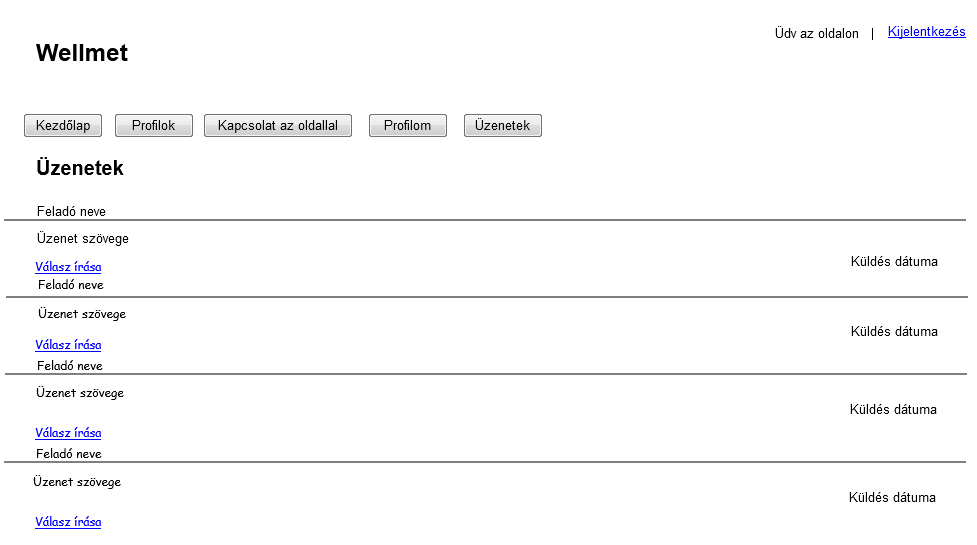 Üdv az oldalon | Kijelentkezés
Wellmet
Kezdőlap Profilok Kapcsolat az oldallal Profilom Üzenetek
Üzenetek
Feladó neve
Üzenet szövege
Küldés dátuma
Válasz írása
Feladó neve
Üzenet szövege
Küldés dátuma
Válasz írása
Feladó neve
Üzenet szövege
Küldés dátuma
Válasz írása
Feladó neve
Üzenet szövege
Küldés dátuma
Válasz írása